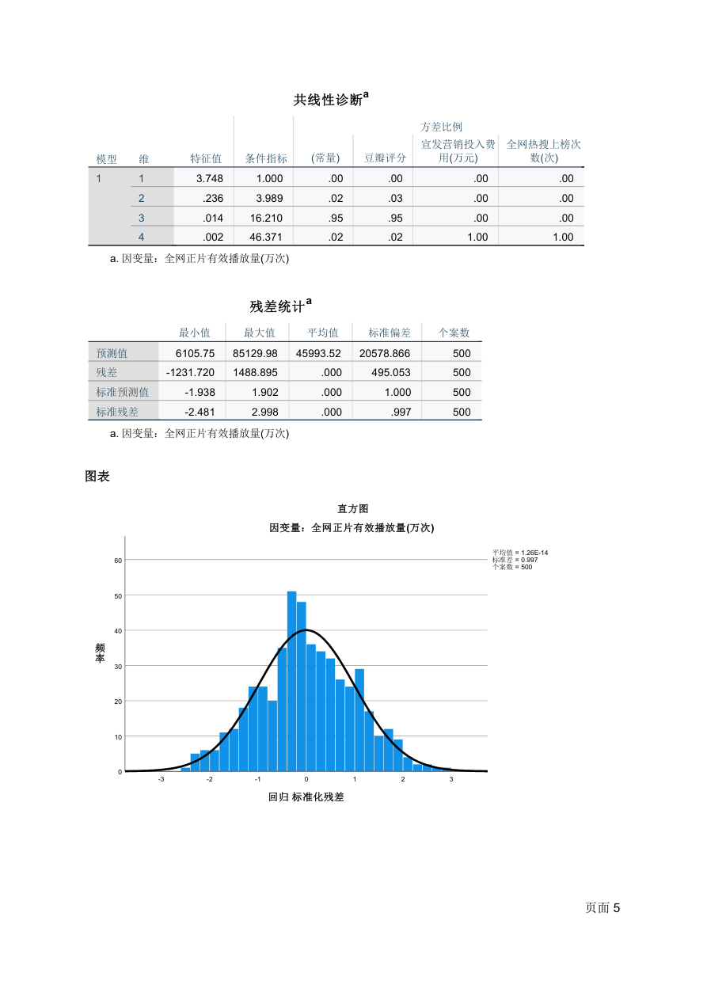 共线性诊断a
方差比例
模型 维 特征值 条件指标 (常量) 豆瓣评分 宣发营销投入费用(万元) 全网热搜上榜次数(次)
1 1 3.748 1.000 .00 .00 .00 .00
2 .236 3.989 .02 .03 .00 .00
3 .014 16.210 .95 .95 .00 .00
4 .002 46.371 .02 .02 1.00 1.00
a. 因变量：全网正片有效播放量(万次)
残差统计a
最小值 最大值 平均值 标准偏差 个案数
预测值 6105.75 85129.98 45993.52 20578.866 500
残差 -1231.720 1488.895 .000 495.053 500
标准预测值 -1.938 1.902 .000 1.000 500
标准残差 -2.481 2.998 .000 .997 500
a. 因变量：全网正片有效播放量(万次)
图表
直方图
因变量：全网正片有效播放量(万次)
平均值 = 1.26E-14
标准差 = 0.997
个案数 = 500
频率
60
50
40
30
20
10
0
-3 -2 -1 0 1 2 3
回归 标准化残差
页面 5